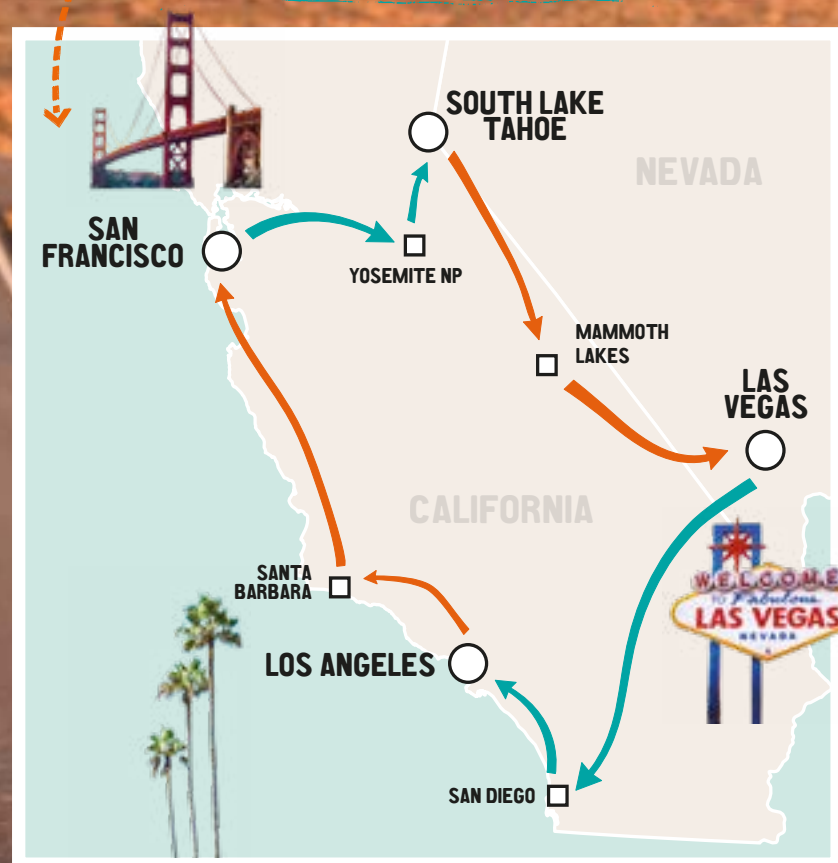 SOUTH LAKE
TAHOE
NEVADA
SAN
FRANCISCO
YOSEMITE NP
MAMMOTH
LAKES
LAS
VEGAS
CALIFORNIA
SANTA
BARBARA
WELCOME
TO Fabulous
LAS VEGAS
NEVADA
LOS ANGELES
SAN DIEGO